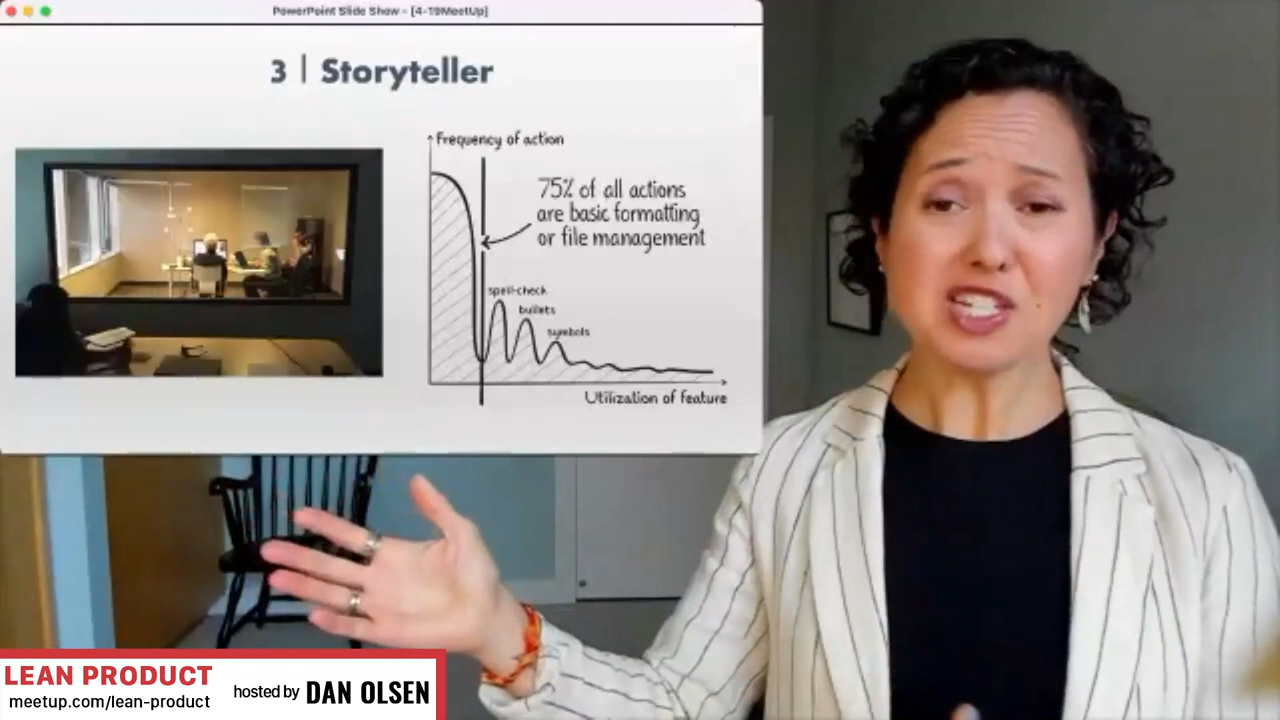 PowerPoint Slide Show - [4-19MeetUp]
3 | Storyteller
Frequency of action
75% of all actions
are basic formatting
or file management
spell-check
bullets
symbols
Utilization of feature
LEAN PRODUCT
meetup.com/lean-product
hosted by DAN OLSEN